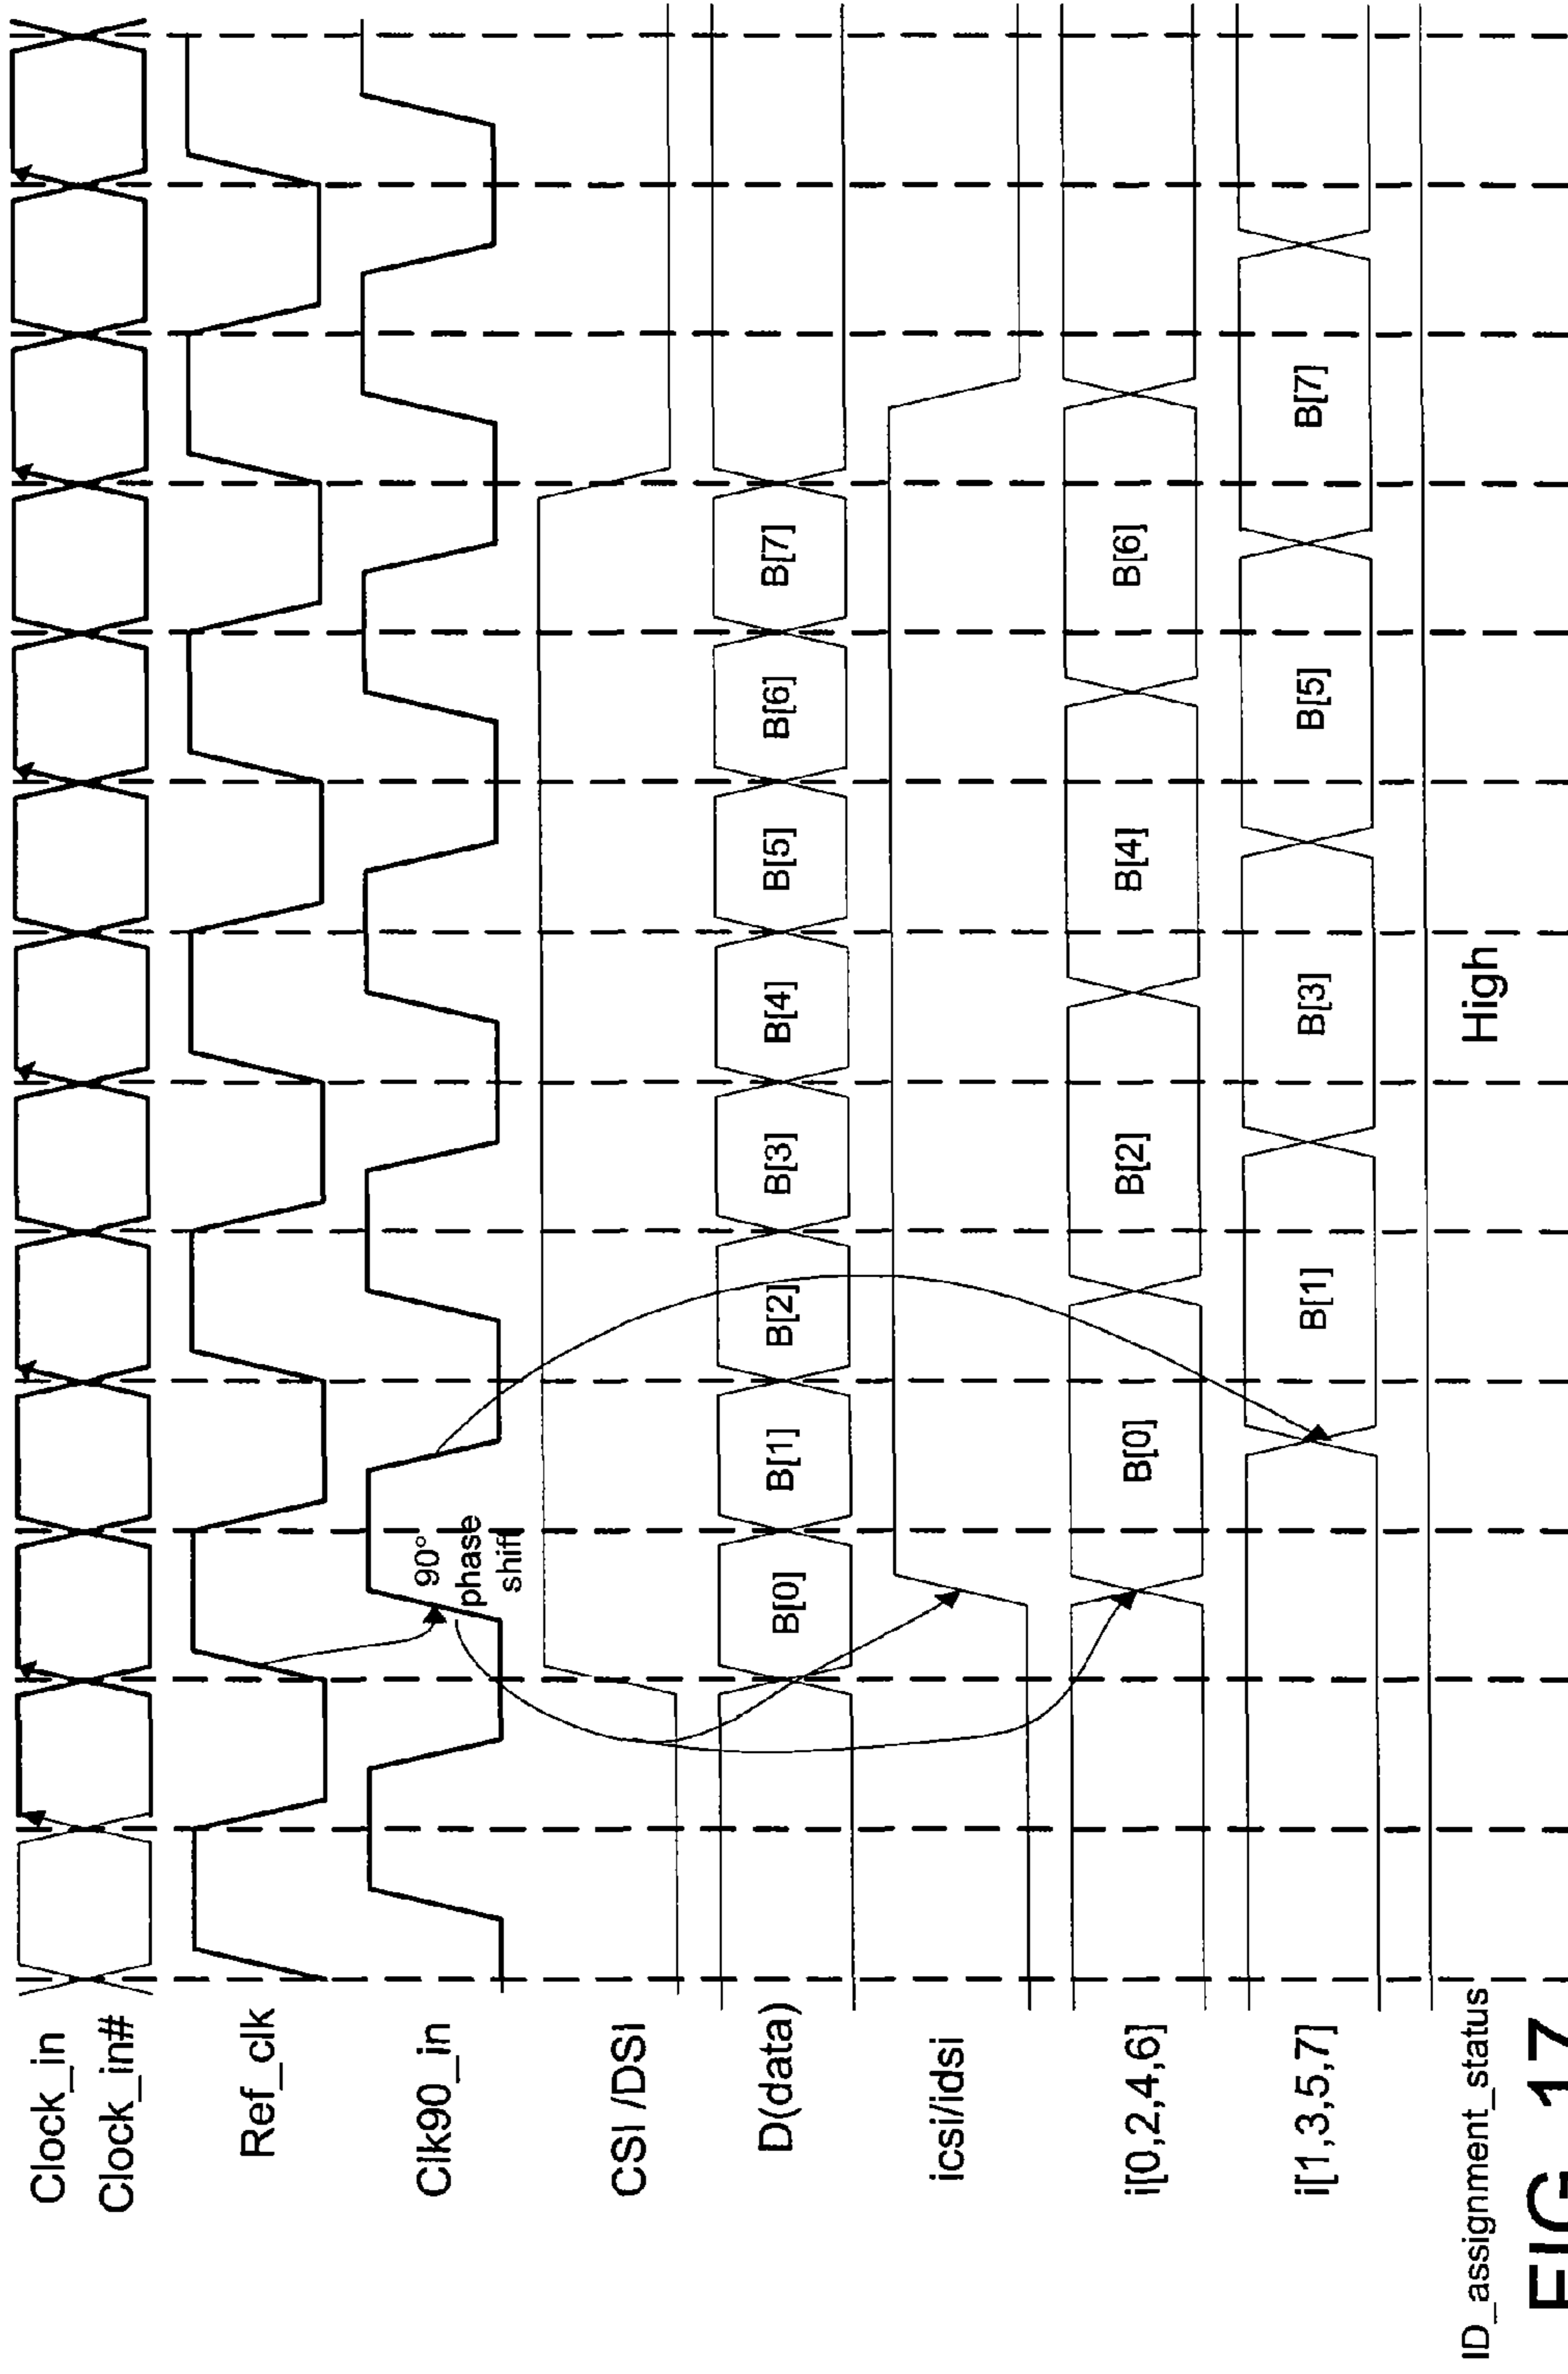 Clock_in
Clock_in#
Ref_clk
90°
phase
shift
Clk90_in
CSI /DSI
D(data)
B[0]
B[1]
B[2]
B[3]
B[4]
B[5]
B[6]
B[7]
icsi/idsi
i[0,2,4,6]
B[0]
B[2]
B[4]
B[6]
i[1,3,5,7]
B[1]
B[3]
B[5]
B[7]
ID_assignment_status
High
FIG 17